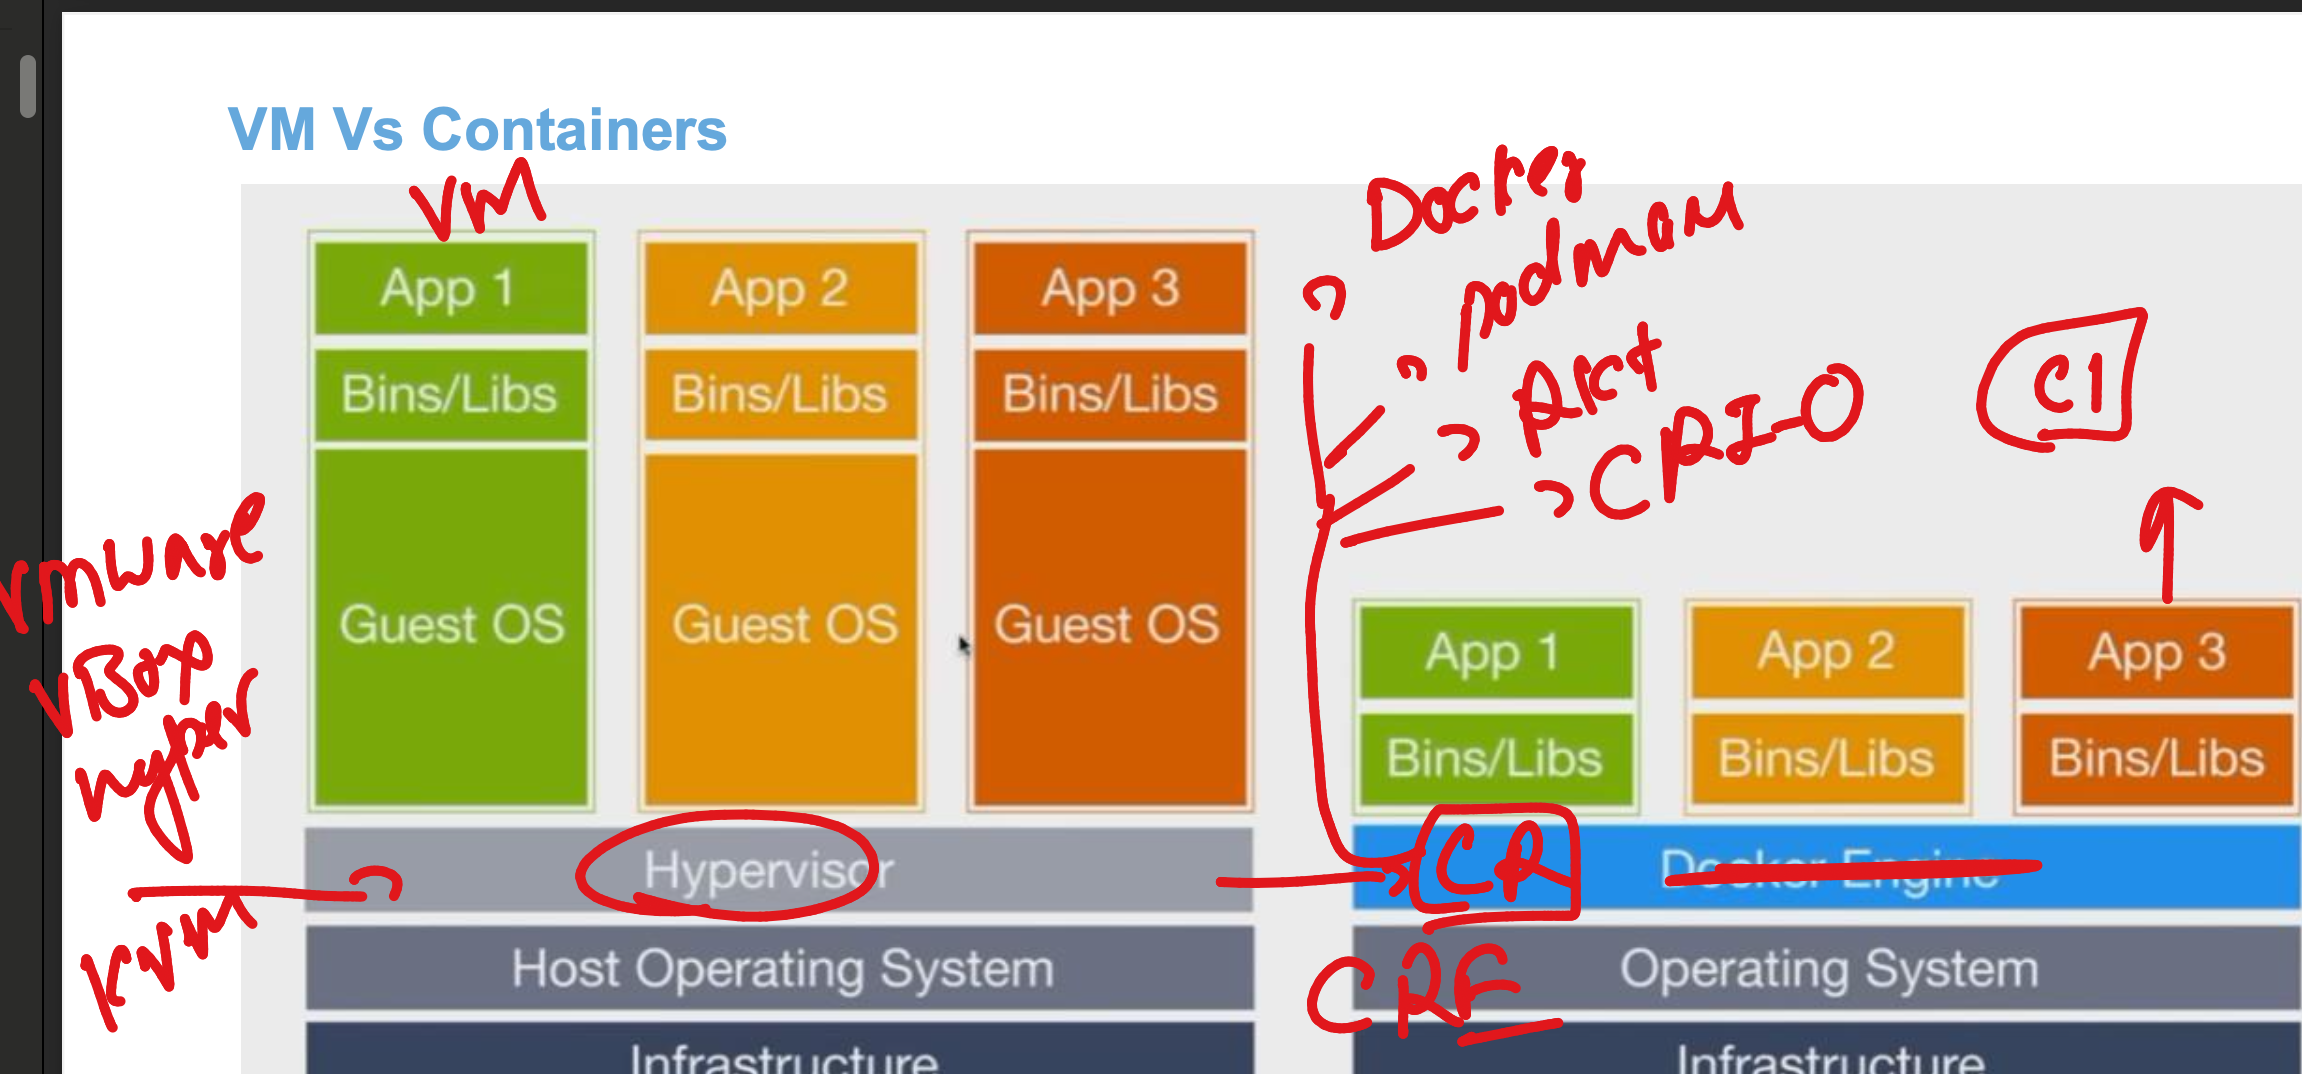 VM Vs Containers
VM
App 1
Bins/Libs
Guest OS
App 2
Bins/Libs
Guest OS
App 3
Bins/Libs
Guest OS
Hypervisor
Host Operating System
Infrastructure
vmware
VBox
hyper
KVM
Docker
podman
RKt
CRI-O
C1
App 1
Bins/Libs
App 2
Bins/Libs
App 3
Bins/Libs
CR
Docker Engine
CRE
Operating System
Infrastructure